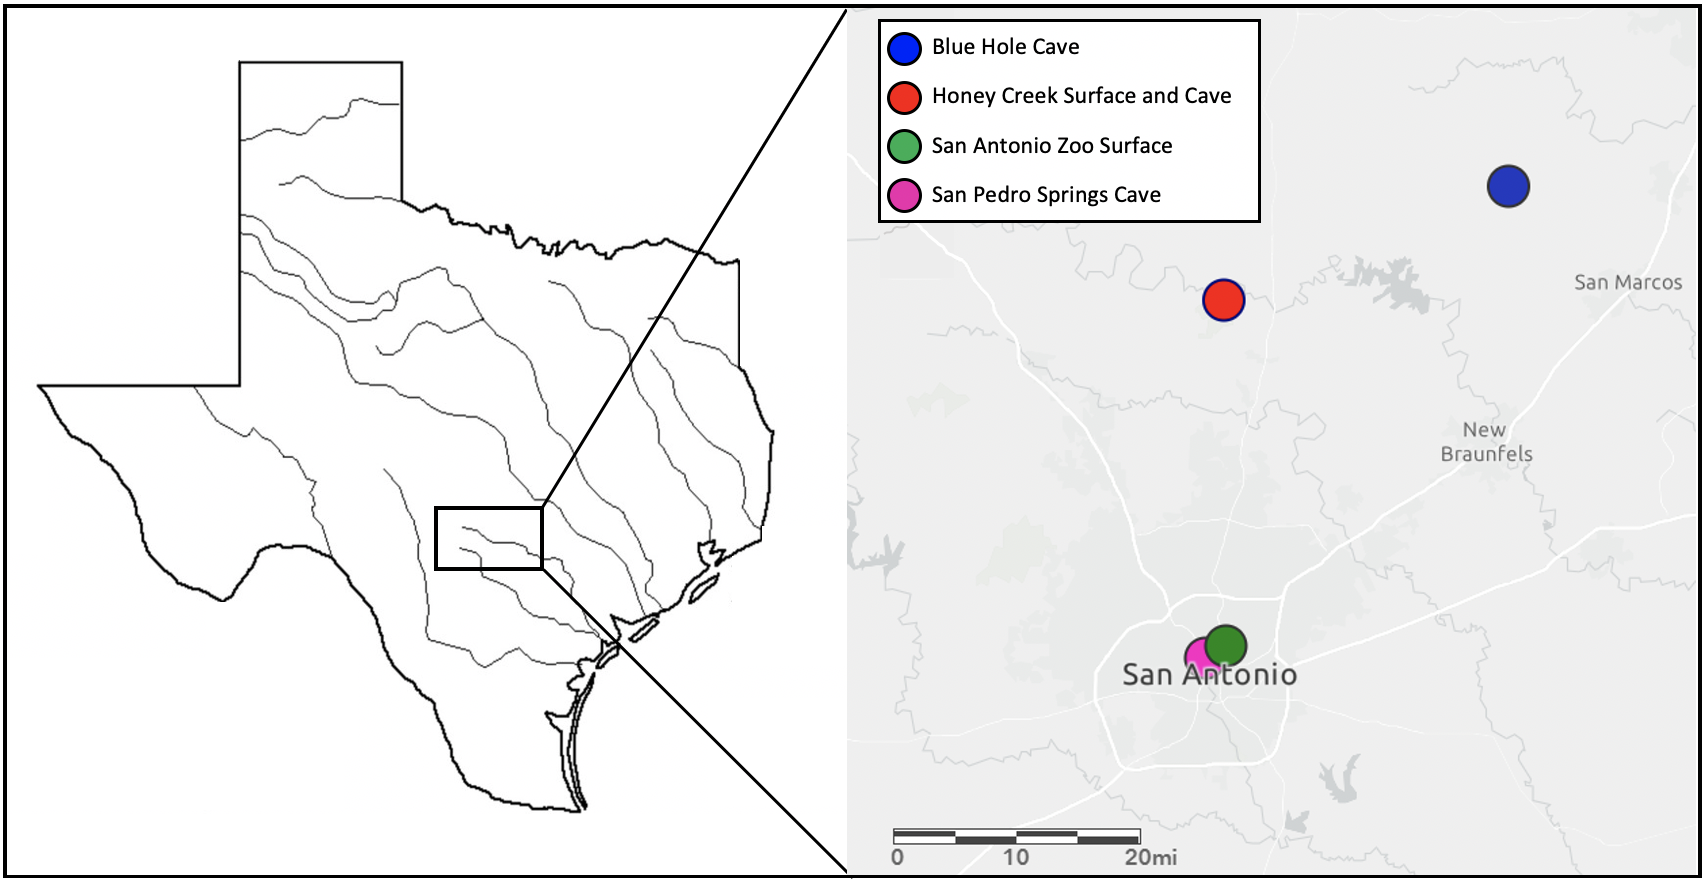 Blue Hole Cave
Honey Creek Surface and Cave
San Antonio Zoo Surface
San Pedro Springs Cave
San Marcos
New
Braunfels
San Antonio
0 10 20mi